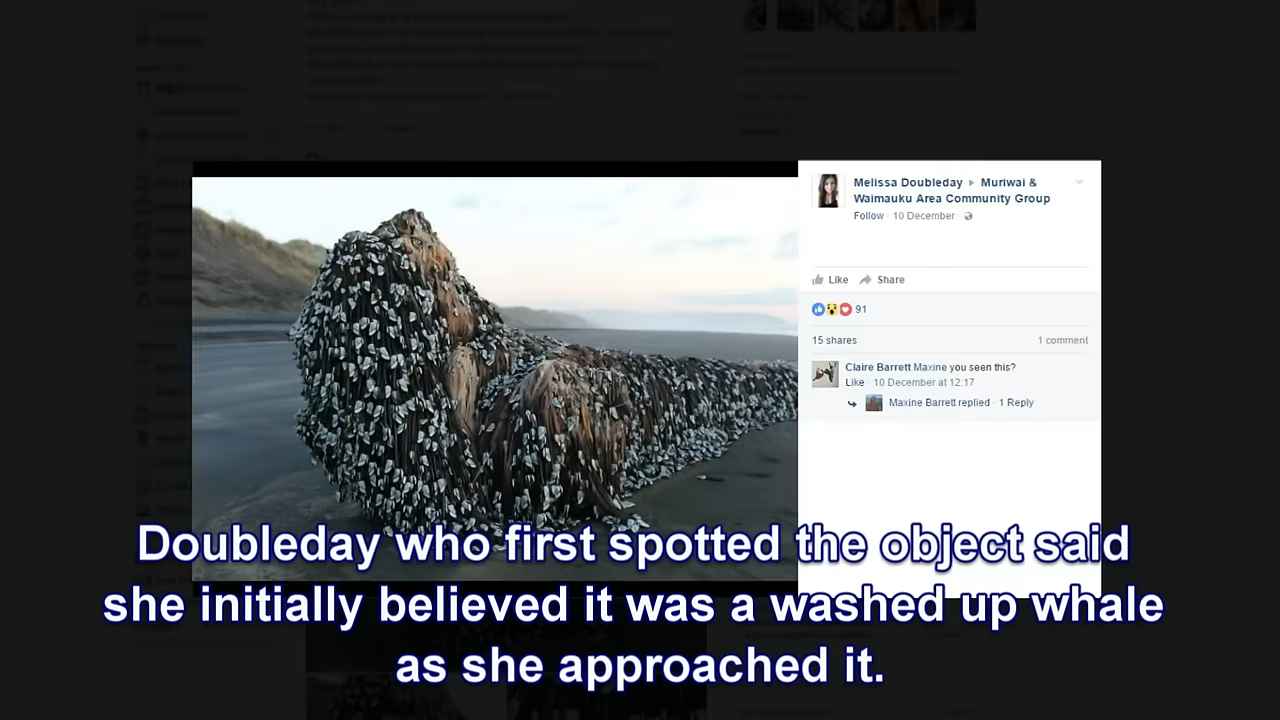 Melissa Doubleday ▸ Muriwai &
Waimauku Area Community Group
Follow · 10 December
Like Share
91
15 shares 1 comment
Claire Barrett Maxine you seen this?
Like · 10 December at 12:17
Maxine Barrett replied · 1 Reply
Doubleday who first spotted the object said
she initially believed it was a washed up whale
as she approached it.